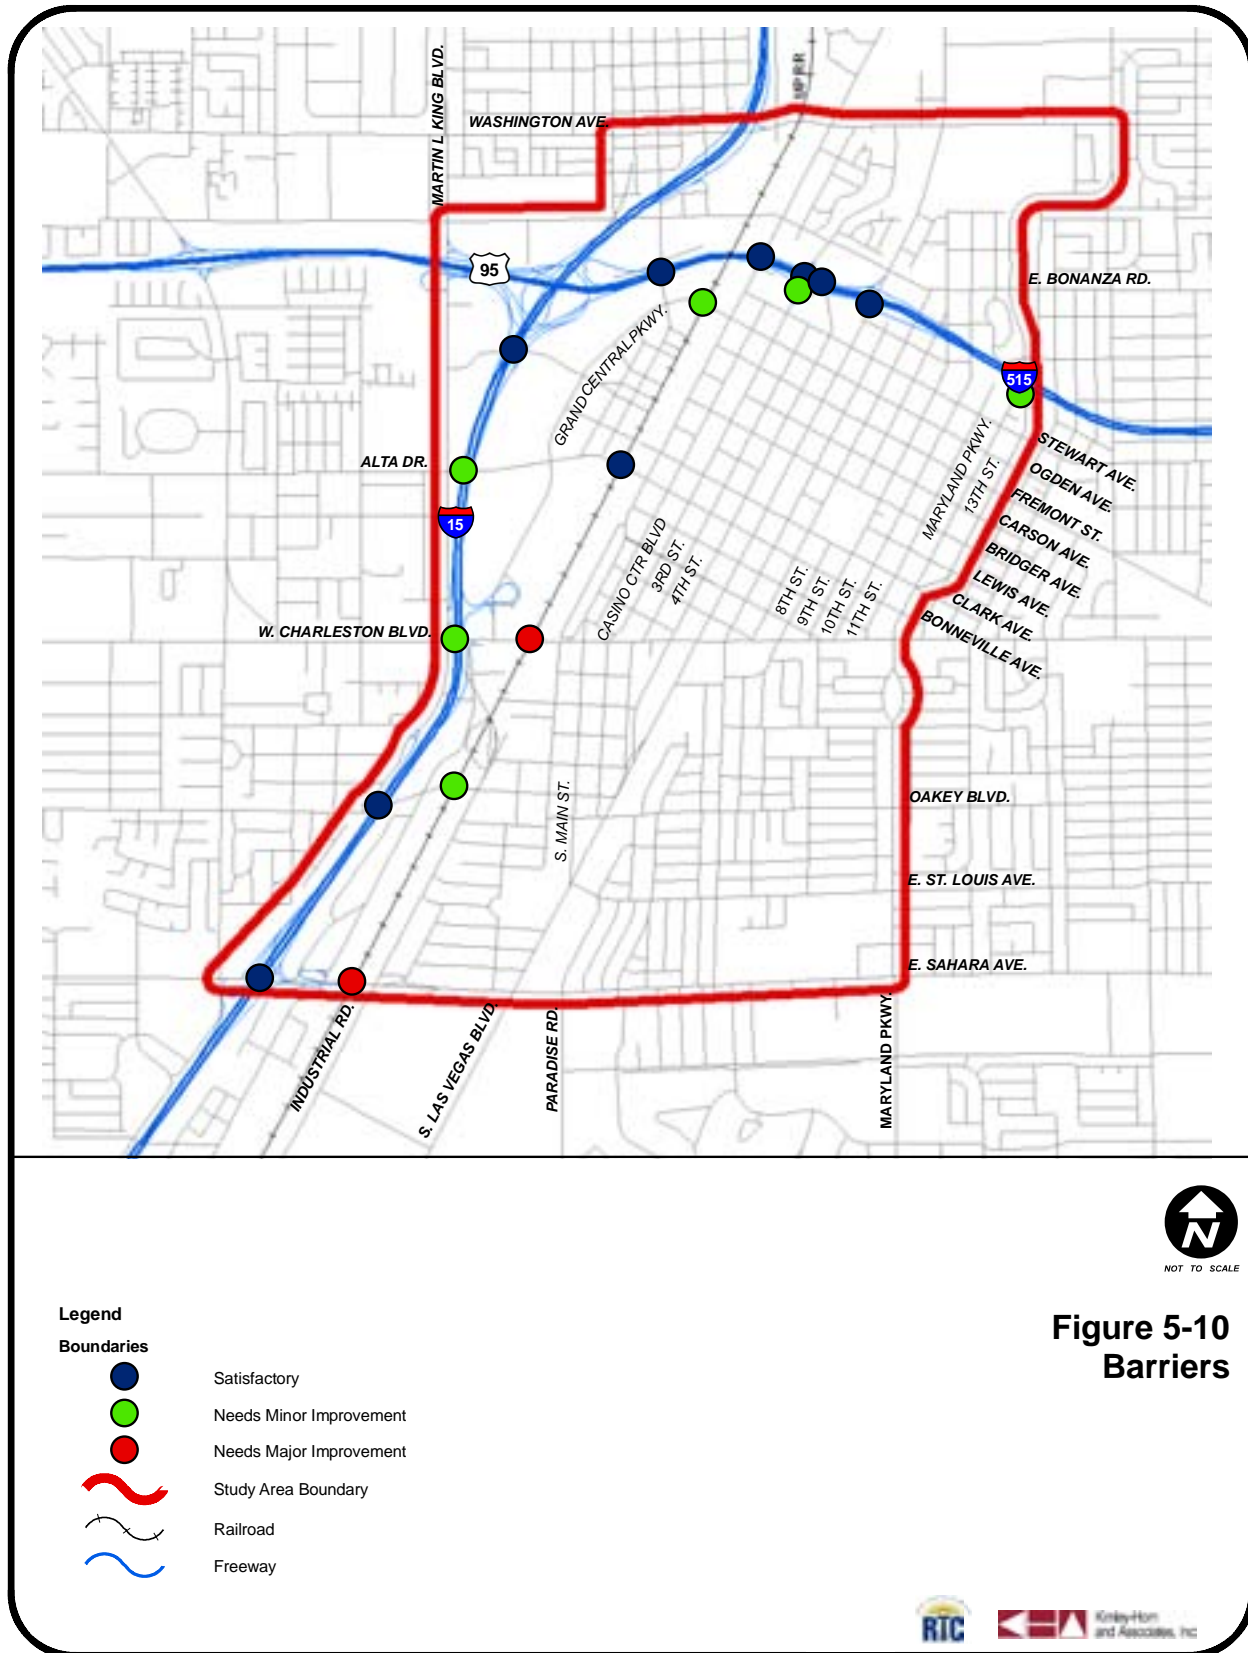 MARTIN L KING BLVD.
UPRR
WASHINGTON AVE.
95
E. BONANZA RD.
GRAND CENTRAL PKWY.
515
ALTA DR.
15
MARYLAND PKWY.
13TH ST.
STEWART AVE.
OGDEN AVE.
FREMONT ST.
CARSON AVE.
BRIDGER AVE.
LEWIS AVE.
CLARK AVE.
BONNEVILLE AVE.
CASINO CTR BLVD
3RD ST.
4TH ST.
8TH ST.
9TH ST.
10TH ST.
11TH ST.
W. CHARLESTON BLVD.
S. MAIN ST.
OAKEY BLVD.
E. ST. LOUIS AVE.
E. SAHARA AVE.
INDUSTRIAL RD.
S. LAS VEGAS BLVD.
PARADISE RD.
MARYLAND PKWY.
N
NOT TO SCALE
Figure 5-10
Barriers
Legend
Boundaries
Satisfactory
Needs Minor Improvement
Needs Major Improvement
Study Area Boundary
Railroad
Freeway
RTC
Kimley-Horn
and Associates, Inc.